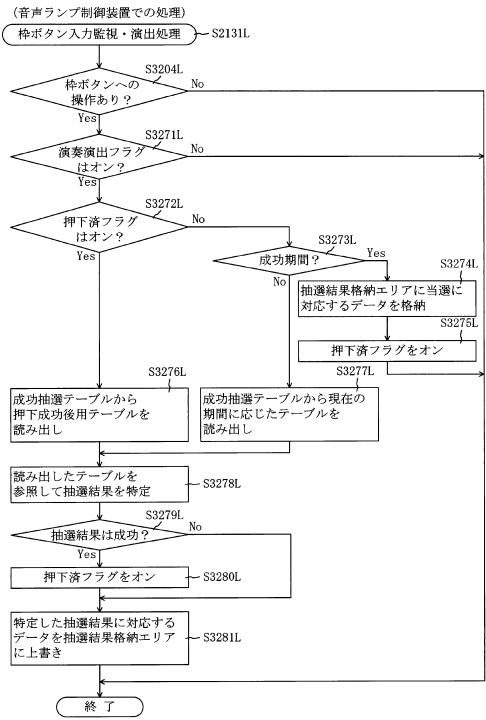 (音声ランプ制御装置での処理)
枠ボタン入力監視・演出処理
S2131L
S3204L
枠ボタンへの
操作あり?
No
Yes
S3271L
演奏演出フラグ
はオン?
No
Yes
S3272L
押下済フラグ
はオン?
No
Yes
S3273L
成功期間?
Yes
No
S3274L
抽選結果格納エリアに当選に
対応するデータを格納
S3275L
押下済フラグをオン
S3276L
成功抽選テーブルから
押下成功後用テーブルを
読み出し
S3277L
成功抽選テーブルから現在の
期間に応じたテーブルを
読み出し
読み出したテーブルを
参照して抽選結果を特定
S3278L
S3279L
抽選結果は成功?
No
Yes
押下済フラグをオン
S3280L
特定した抽選結果に対応する
データを抽選結果格納エリア
に上書き
S3281L
終了